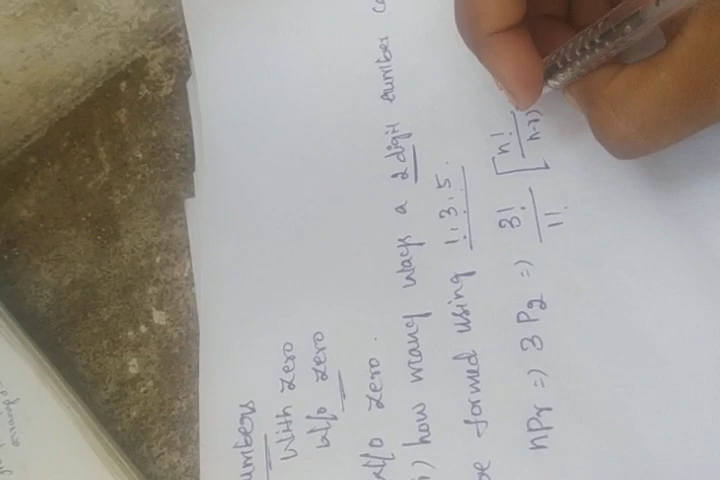 umbers
With zero
W/o zero
W/o zero.
i) how many ways a 2 digit number c
be formed using 1, 3, 5.
nPr => 3P2 => 3!/1! [n!/n-r)